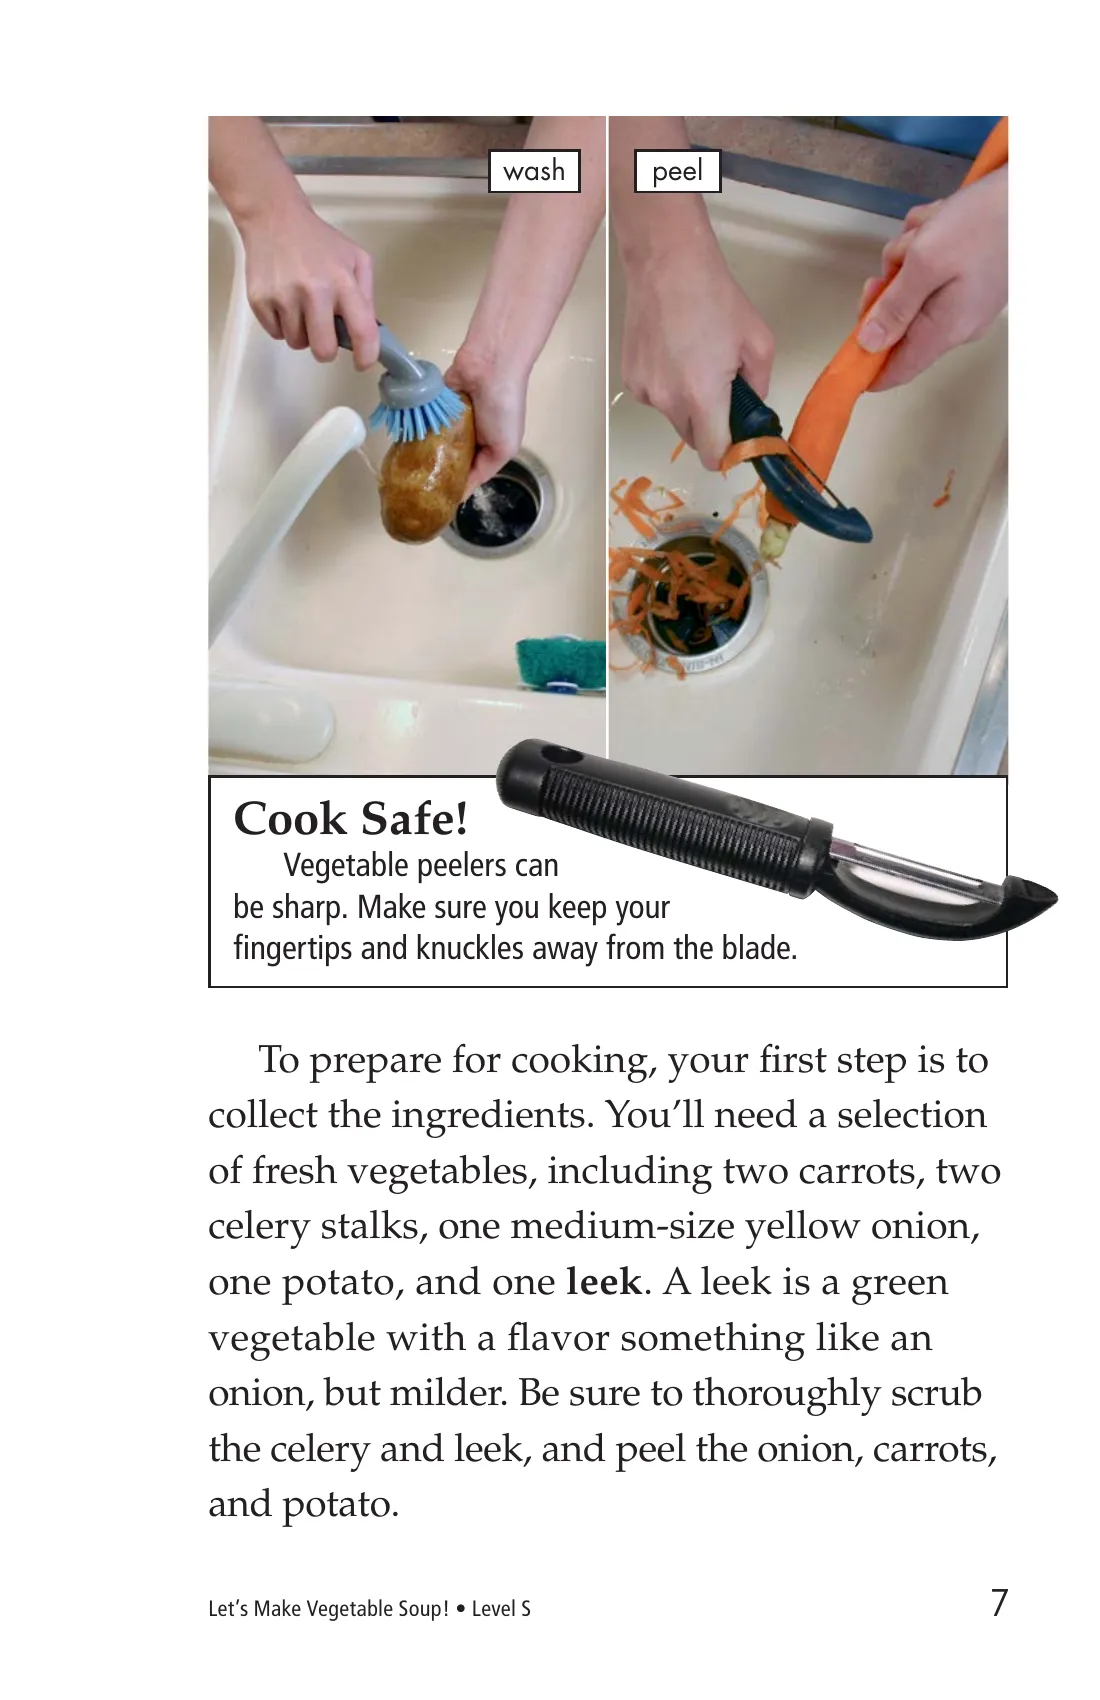 wash
peel
Cook Safe!
Vegetable peelers can
be sharp. Make sure you keep your
fingertips and knuckles away from the blade.
To prepare for cooking, your first step is to
collect the ingredients. You’ll need a selection
of fresh vegetables, including two carrots, two
celery stalks, one medium-size yellow onion,
one potato, and one leek. A leek is a green
vegetable with a flavor something like an
onion, but milder. Be sure to thoroughly scrub
the celery and leek, and peel the onion, carrots,
and potato.
Let’s Make Vegetable Soup! • Level S
7